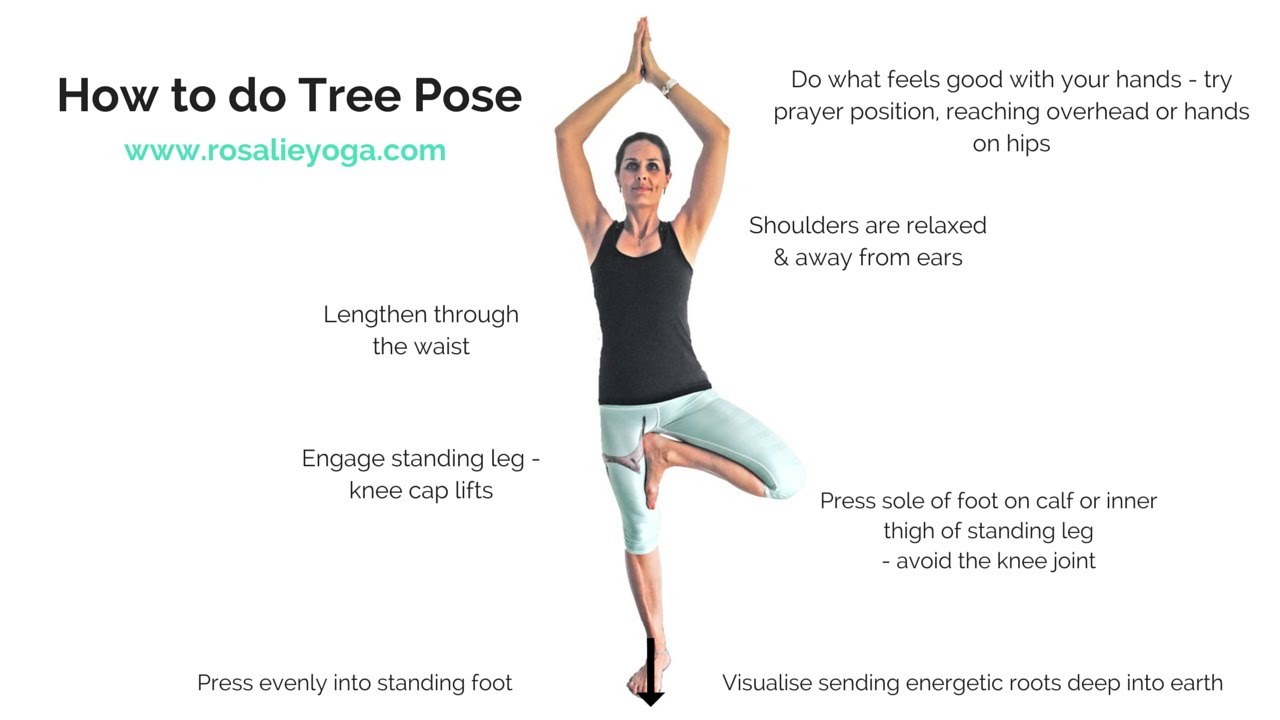 How to do Tree Pose
www.rosalieyoga.com
Do what feels good with your hands - try
prayer position, reaching overhead or hands
on hips
Shoulders are relaxed
& away from ears
Lengthen through
the waist
Engage standing leg -
knee cap lifts
Press sole of foot on calf or inner
thigh of standing leg
- avoid the knee joint
Press evenly into standing foot
Visualise sending energetic roots deep into earth